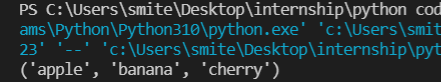 PS C:\Users\smite\Desktop\internship\python cod
ams\Python\Python310\python.exe' 'c:\Users\smit
23' '--' 'c:\Users\smite\Desktop\internship\pyt
('apple', 'banana', 'cherry')